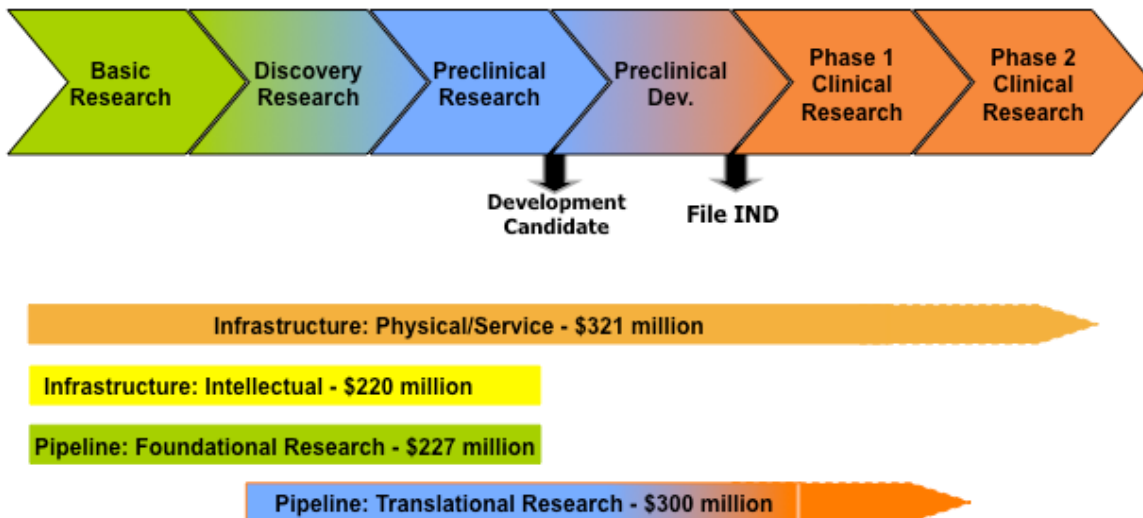 Basic
Research
Discovery
Research
Preclinical
Research
Preclinical
Dev.
Phase 1
Clinical
Research
Phase 2
Clinical
Research
Development
Candidate
File IND
Infrastructure: Physical/Service - $321 million
Infrastructure: Intellectual - $220 million
Pipeline: Foundational Research - $227 million
Pipeline: Translational Research - $300 million